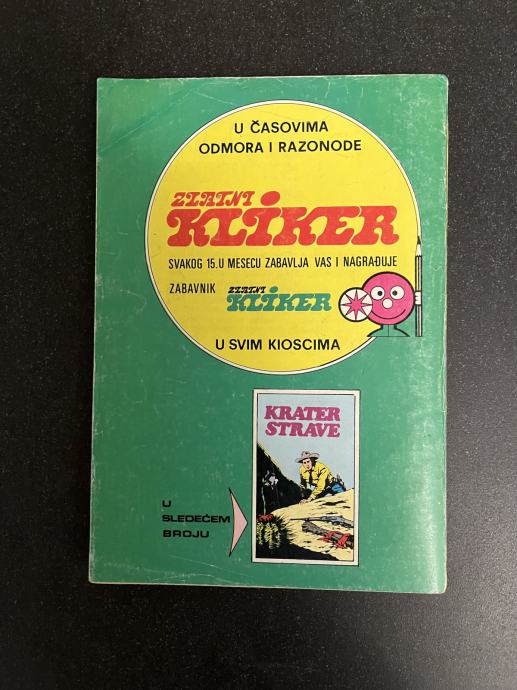 U ČASOVIMA
ODMORA I RAZONODE
ZLATNI
KLIKER
SVAKOG 15.U MESECU ZABAVLJA VAS I NAGRAĐUJE
ZABAVNIK ZLATNI KLIKER
U SVIM KIOSCIMA
KRATER
STRAVE
U
SLEDEĆEM
BROJU